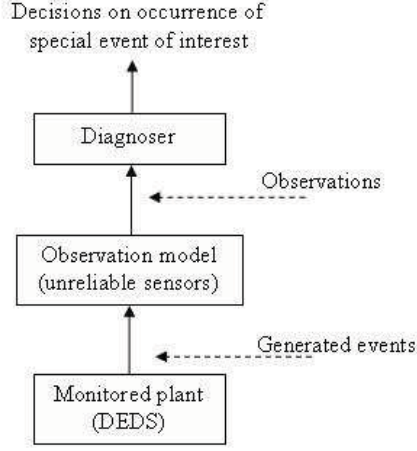 Decisions on occurrence of
special event of interest
Diagnoser
Observations
Observation model
(unreliable sensors)
Generated events
Monitored plant
(DEDS)